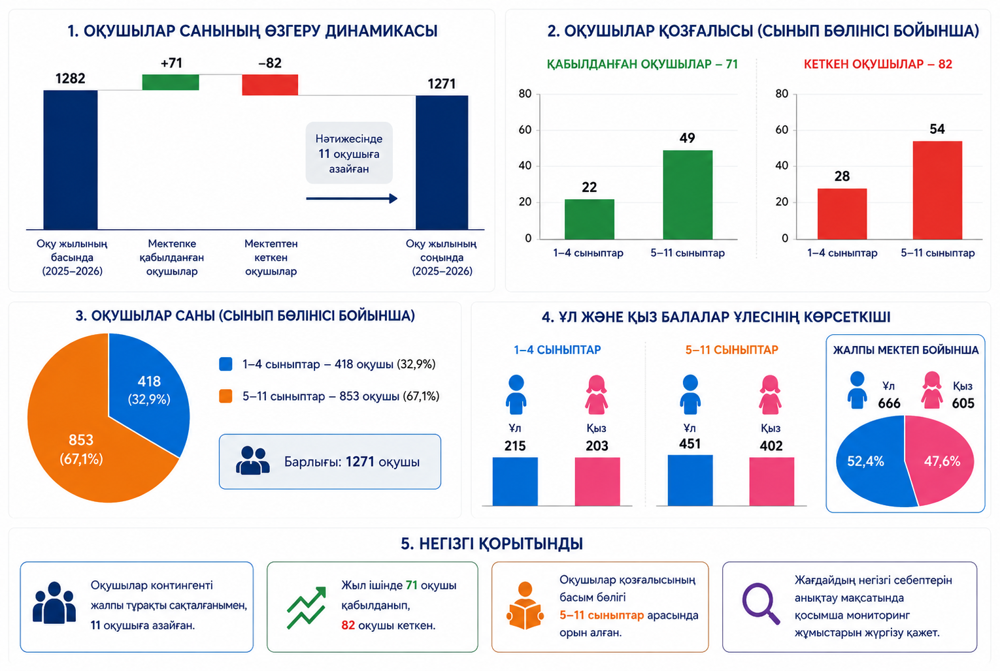 1. ОҚУШЫЛАР САНЫНЫҢ ӨЗГЕРУ ДИНАМИКАСЫ
1282
+71
–82
1271
Нәтижесінде
11 оқушыға
азайған
Оқу жылының
басында
(2025–2026)
Мектепке
қабылданған
оқушылар
Мектептен
кеткен
оқушылар
Оқу жылының
соңында
(2025–2026)
2. ОҚУШЫЛАР ҚОЗҒАЛЫСЫ (СЫНЫП БӨЛІНІСІ БОЙЫНША)
ҚАБЫЛДАНҒАН ОҚУШЫЛАР – 71
80
60
40
20
0
22
49
1–4 сыныптар
5–11 сыныптар
КЕТКЕН ОҚУШЫЛАР – 82
80
60
40
20
0
28
54
1–4 сыныптар
5–11 сыныптар
3. ОҚУШЫЛАР САНЫ (СЫНЫП БӨЛІНІСІ БОЙЫНША)
418
(32,9%)
853
(67,1%)
1–4 сыныптар – 418 оқушы (32,9%)
5–11 сыныптар – 853 оқушы (67,1%)
Барлығы: 1271 оқушы
4. ҰЛ ЖӘНЕ ҚЫЗ БАЛАЛАР ҮЛЕСІНІҢ КӨРСЕТКІШІ
1–4 СЫНЫПТАР
Ұл
215
Қыз
203
5–11 СЫНЫПТАР
Ұл
451
Қыз
402
ЖАЛПЫ МЕКТЕП БОЙЫНША
Ұл
666
Қыз
605
52,4%
47,6%
5. НЕГІЗГІ ҚОРЫТЫНДЫ
Оқушылар контингенті
жалпы тұрақты сақталғанымен,
11 оқушыға азайған.
Жыл ішінде 71 оқушы
қабылданып,
82 оқушы кеткен.
Оқушылар қозғалысының
басым бөлігі
5–11 сыныптар арасында
орын алған.
Жағдайдың негізгі себептерін
анықтау мақсатында
қосымша мониторинг
жұмыстарын жүргізу қажет.